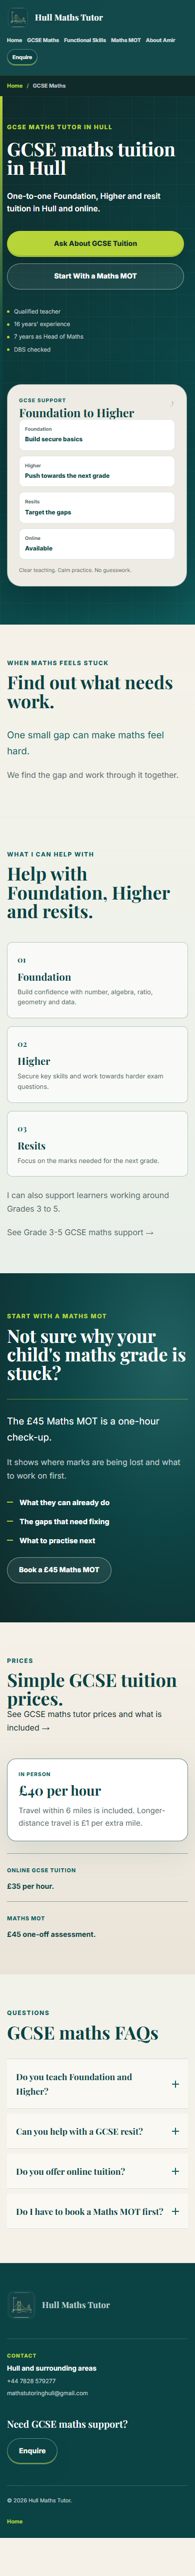 Hull Maths Tutor
Home GCSE Maths Functional Skills Maths MOT About Amir
Enquire
Home / GCSE Maths
GCSE MATHS TUTOR IN HULL
GCSE maths tuition
in Hull
One-to-one Foundation, Higher and resit
tuition in Hull and online.
Ask About GCSE Tuition
Start With a Maths MOT
Qualified teacher
16 years' experience
7 years as Head of Maths
DBS checked
GCSE SUPPORT
Foundation to Higher
?
Foundation
Build secure basics
Higher
Push towards the next grade
Resits
Target the gaps
Online
Available
Clear teaching. Calm practice. No guesswork.
WHEN MATHS FEELS STUCK
Find out what needs
work.
One small gap can make maths feel
hard.
We find the gap and work through it together.
WHAT I CAN HELP WITH
Help with
Foundation, Higher
and resits.
01
Foundation
Build confidence with number, algebra, ratio,
geometry and data.
02
Higher
Secure key skills and work towards harder exam
questions.
03
Resits
Focus on the marks needed for the next grade.
I can also support learners working around
Grades 3 to 5.
See Grade 3-5 GCSE maths support →
START WITH A MATHS MOT
Not sure why your
child's maths grade is
stuck?
The £45 Maths MOT is a one-hour
check-up.
It shows where marks are being lost and what
to work on first.
What they can already do
The gaps that need fixing
What to practise next
Book a £45 Maths MOT
PRICES
Simple GCSE tuition
prices.
See GCSE maths tutor prices and what is
included →
IN PERSON
£40 per hour
Travel within 6 miles is included. Longer-
distance travel is £1 per extra mile.
ONLINE GCSE TUITION
£35 per hour.
MATHS MOT
£45 one-off assessment.
QUESTIONS
GCSE maths FAQs
Do you teach Foundation and
Higher?
Can you help with a GCSE resit?
Do you offer online tuition?
Do I have to book a Maths MOT first?
Hull Maths Tutor
CONTACT
Hull and surrounding areas
+44 7828 579277
mathstutoringhull@gmail.com
Need GCSE maths support?
Enquire
© 2026 Hull Maths Tutor.
Home